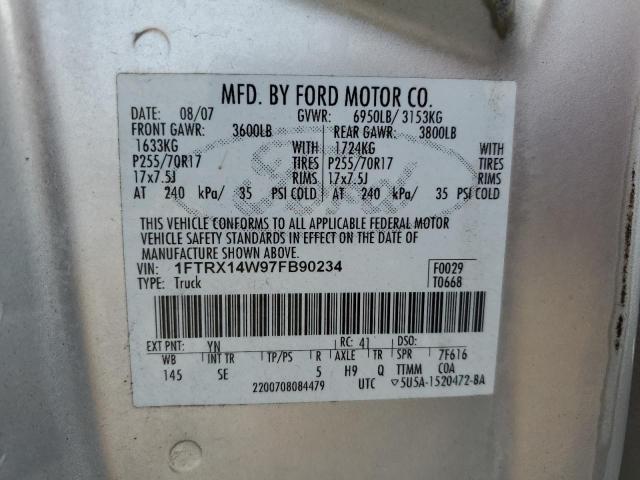 MFD. BY FORD MOTOR CO.
DATE: 08/07 GVWR: 6950LB/ 3153KG
FRONT GAWR: 3600LB REAR GAWR: 3800LB
1633KG WITH 1724KG WITH
P255/70R17 TIRES P255/70R17 TIRES
17x7.5J RIMS 17x7.5J RIMS
AT 240 kPa/ 35 PSI COLD AT 240 kPa/ 35 PSI COLD
THIS VEHICLE CONFORMS TO ALL APPLICABLE FEDERAL MOTOR
VEHICLE SAFETY STANDARDS IN EFFECT ON THE DATE OF
MANUFACTURE SHOWN ABOVE.
VIN: 1FTRX14W97FB90234 F0029
TYPE: Truck T0668
EXT PNT: YN RC: 41 DSO:
WB INT TR TP/PS R AXLE TR SPR 7F616
145 SE 5 H9 Q TTMM COA
2200708084479 UTC ▽5U5A-1520472-BA